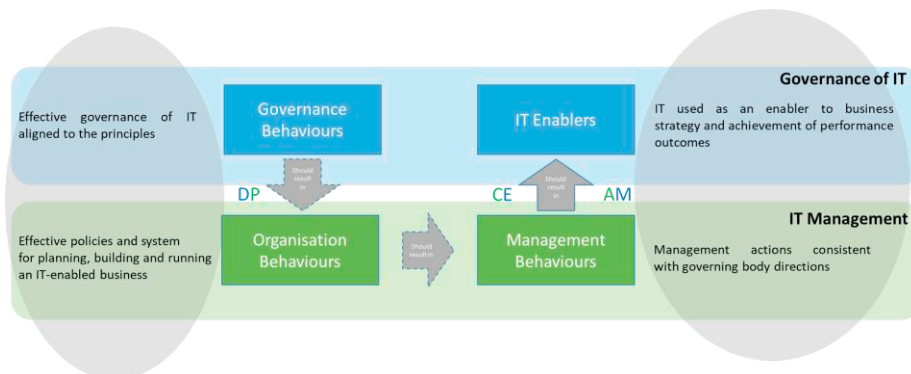 Governance of IT
Effective governance of IT
aligned to the principles
Governance
Behaviours
IT Enablers
IT used as an enabler to business
strategy and achievement of performance
outcomes
Should
result
in
Should
result
in
DP
CE
AM
IT Management
Effective policies and system
for planning, building and running
an IT-enabled business
Organisation
Behaviours
Should
result in
Management
Behaviours
Management actions consistent
with governing body directions